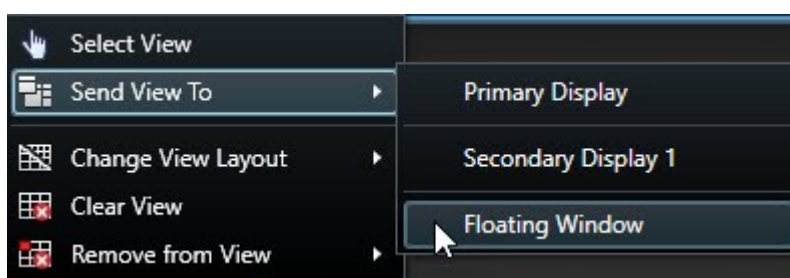 Select View
Send View To
Primary Display
Change View Layout
Secondary Display 1
Clear View
Floating Window
Remove from View